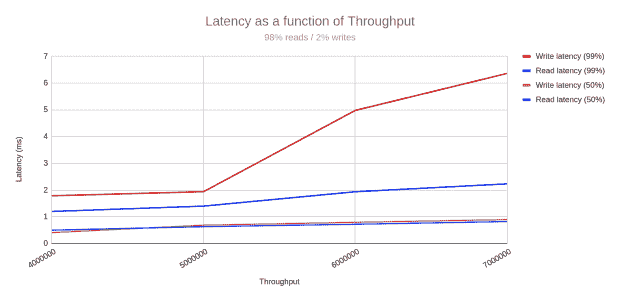 Latency as a function of Throughput
98% reads / 2% writes
Write latency (99%)
Read latency (99%)
Write latency (50%)
Read latency (50%)
Latency (ms)
7
6
5
4
3
2
1
0
4000000
5000000
6000000
7000000
Throughput